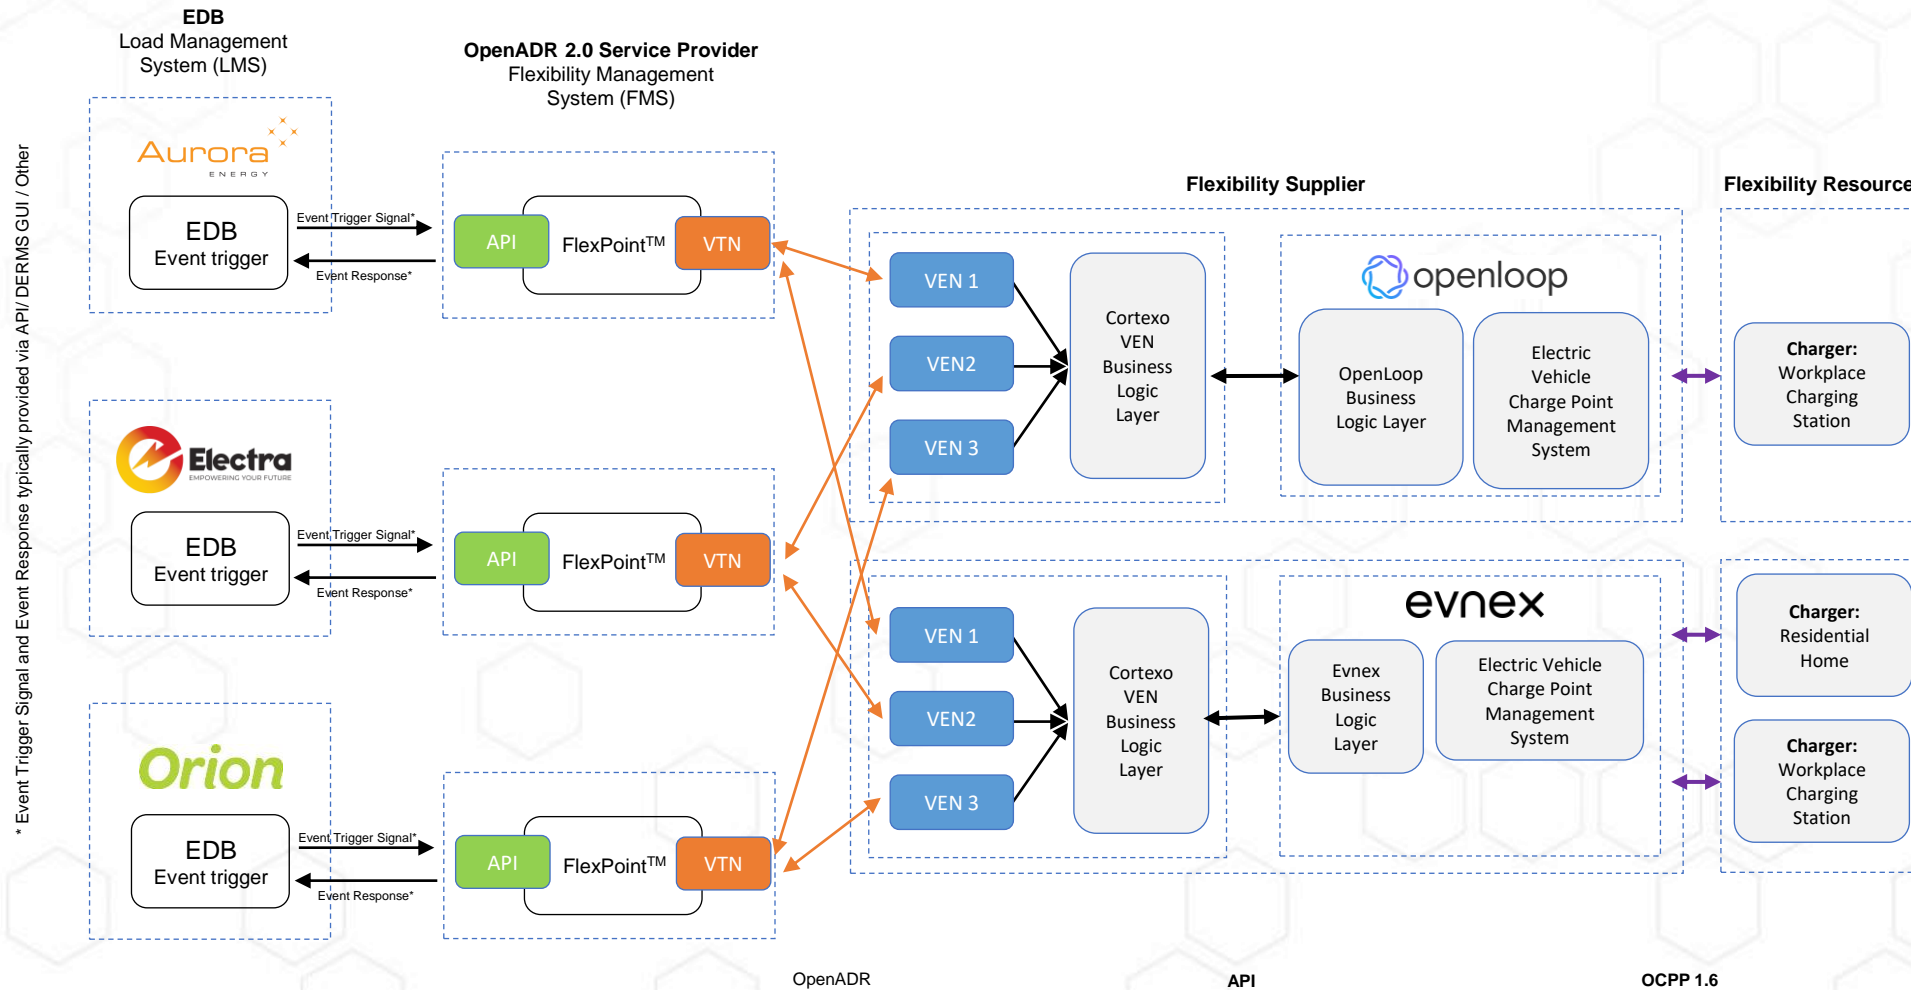 EDB
Load Management
System (LMS)
OpenADR 2.0 Service Provider
Flexibility Management
System (FMS)
* Event Trigger Signal and Event Response typically provided via API/ DERMS GUI / Other
Aurora
ENERGY
EDB
Event trigger
Event Trigger Signal*
Event Response*
API
FlexPoint™
VTN
Electra
EMPOWERING YOUR FUTURE
EDB
Event trigger
Event Trigger Signal*
Event Response*
API
FlexPoint™
VTN
Orion
EDB
Event trigger
Event Trigger Signal*
Event Response*
API
FlexPoint™
VTN
Flexibility Supplier
VEN 1
VEN2
VEN 3
Cortexo
VEN
Business
Logic
Layer
openloop
OpenLoop
Business
Logic Layer
Electric
Vehicle
Charge Point
Management
System
VEN 1
VEN2
VEN 3
Cortexo
VEN
Business
Logic
Layer
evnex
Evnex
Business
Logic
Layer
Electric Vehicle
Charge Point
Management
System
Flexibility Resource
Charger:
Workplace
Charging
Station
Charger:
Residential
Home
Charger:
Workplace
Charging
Station
OpenADR
API
OCPP 1.6